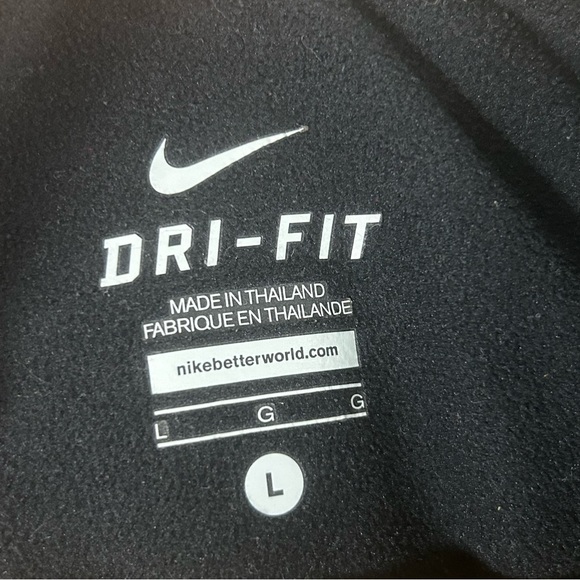 DRI-FIT
MADE IN THAILAND
FABRIQUE EN THAILANDE
nikebetterworld.com
L G G
L